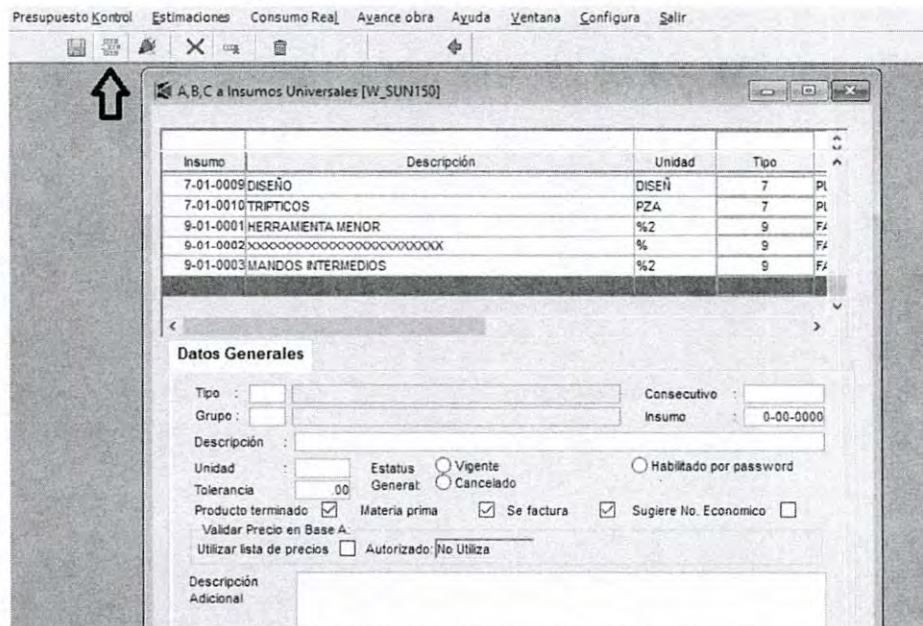 Presupuesto Kontrol Estimaciones Consumo Real Avance obra Ayuda Ventana Configura Salir
A,B,C a Insumos Universales [W_SUN150]
Insumo Descripción Unidad Tipo
7-01-0009 DISEÑO DISEÑ 7
7-01-0010 TRIPTICOS PZA 7
9-01-0001 HERRAMIENTA MENOR %2 9
9-01-0002 % 9
9-01-0003 MANDOS INTERMEDIOS %2 9
Datos Generales
Tipo : Consecutivo :
Grupo : Insumo : 0-00-0000
Descripción :
Unidad : Estatus Vigente Habilitado por password
Tolerancia .00 General: Cancelado
Producto terminado Materia prima Se factura Sugiere No. Economico
Validar Precio en Base A:
Utilizar lista de precios Autorizado: No Utiliza
Descripción
Adicional